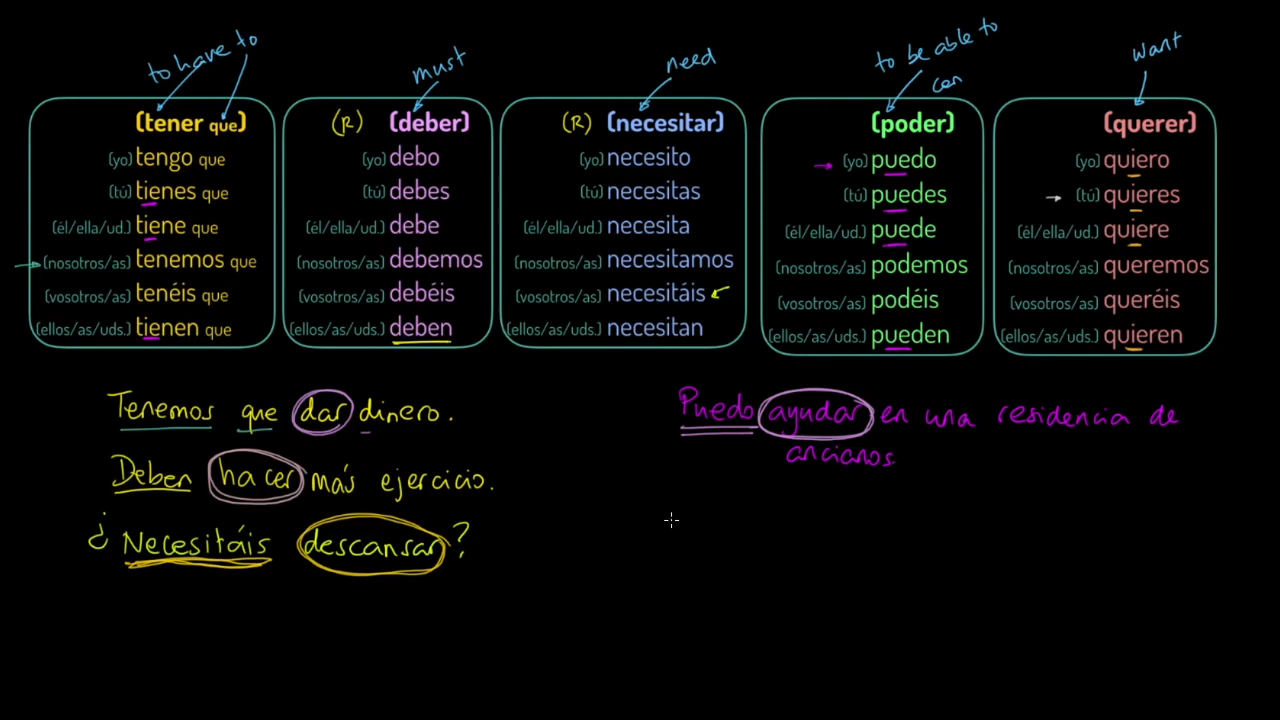 to have to
must
need
to be able to
can
want
(tener que)
(yo) tengo que
(tú) tienes que
(él/ella/ud.) tiene que
(nosotros/as) tenemos que
(vosotros/as) tenéis que
(ellos/as/uds.) tienen que
(R) (deber)
(yo) debo
(tú) debes
(él/ella/ud.) debe
(nosotros/as) debemos
(vosotros/as) debéis
(ellos/as/uds.) deben
(R) (necesitar)
(yo) necesito
(tú) necesitas
(él/ella/ud.) necesita
(nosotros/as) necesitamos
(vosotros/as) necesitáis
(ellos/as/uds.) necesitan
(poder)
(yo) puedo
(tú) puedes
(él/ella/ud.) puede
(nosotros/as) podemos
(vosotros/as) podéis
(ellos/as/uds.) pueden
(querer)
(yo) quiero
(tú) quieres
(él/ella/ud.) quiere
(nosotros/as) queremos
(vosotros/as) queréis
(ellos/as/uds.) quieren
Tenemos que dar dinero.
Deben hacer más ejercicio.
¿Necesitáis descansar?
Puedo ayudar en una residencia de
ancianos.